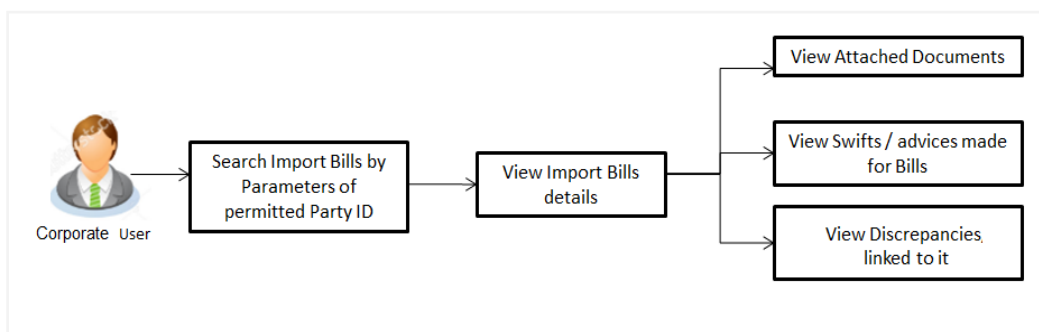 View Attached Documents
Search Import Bills by
Parameters of
permitted Party ID
View Import Bills
details
View Swifts / advices made
for Bills
View Discrepancies,
linked to it
Corporate User